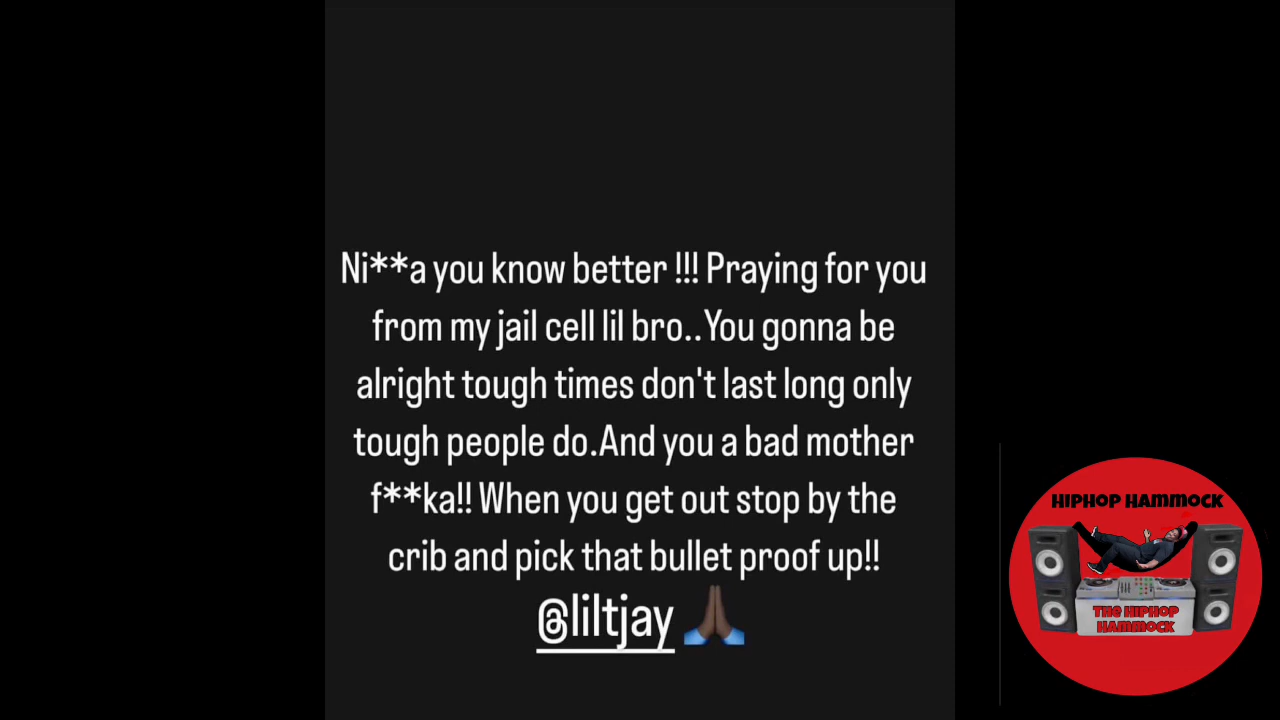 Ni**a you know better !!! Praying for you
from my jail cell lil bro..You gonna be
alright tough times don't last long only
tough people do.And you a bad mother
f**ka!! When you get out stop by the
crib and pick that bullet proof up!!
@liltjay 🙏🏿
HIPHOP HAMMOCK
THE HIPHOP
HAMMOCK